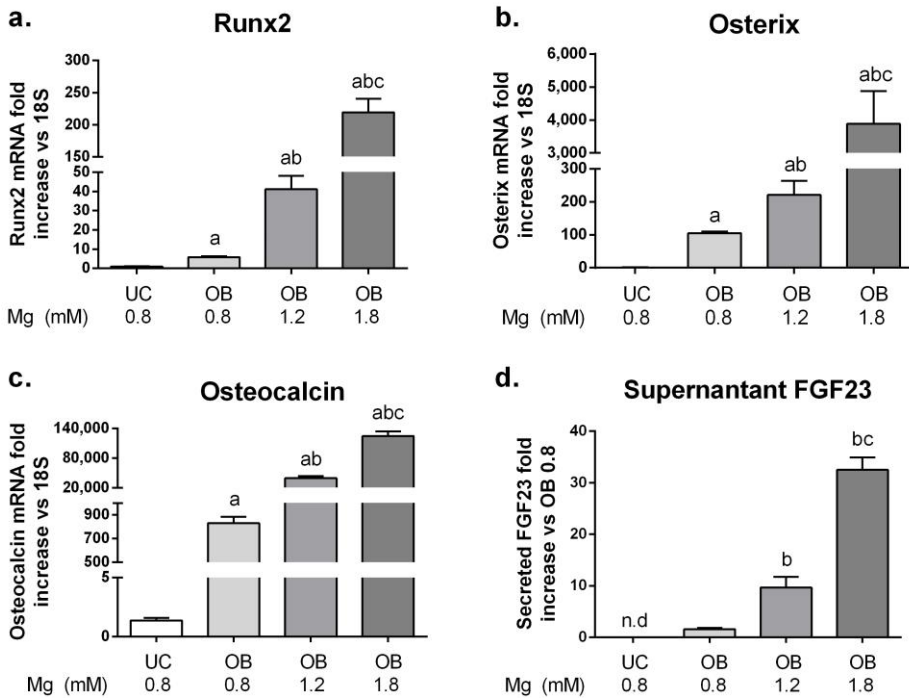 a.
Runx2
Runx2 mRNA fold
increase vs 18S
300
250
200
150
50
40
30
20
10
0
a
ab
abc
UC OB OB OB
Mg (mM) 0.8 0.8 1.2 1.8
b.
Osterix
Osterix mRNA fold
increase vs 18S
6,000
5,000
4,000
3,000
300
200
100
0
a
ab
abc
UC OB OB OB
Mg (mM) 0.8 0.8 1.2 1.8
c.
Osteocalcin
Osteocalcin mRNA fold
increase vs 18S
140,000
80,000
20,000
900
700
500
5
0
a
ab
abc
UC OB OB OB
Mg (mM) 0.8 0.8 1.2 1.8
d.
Supernantant FGF23
Secreted FGF23 fold
increase vs OB 0.8
40
30
20
10
0
n.d
b
bc
UC OB OB OB
Mg (mM) 0.8 0.8 1.2 1.8